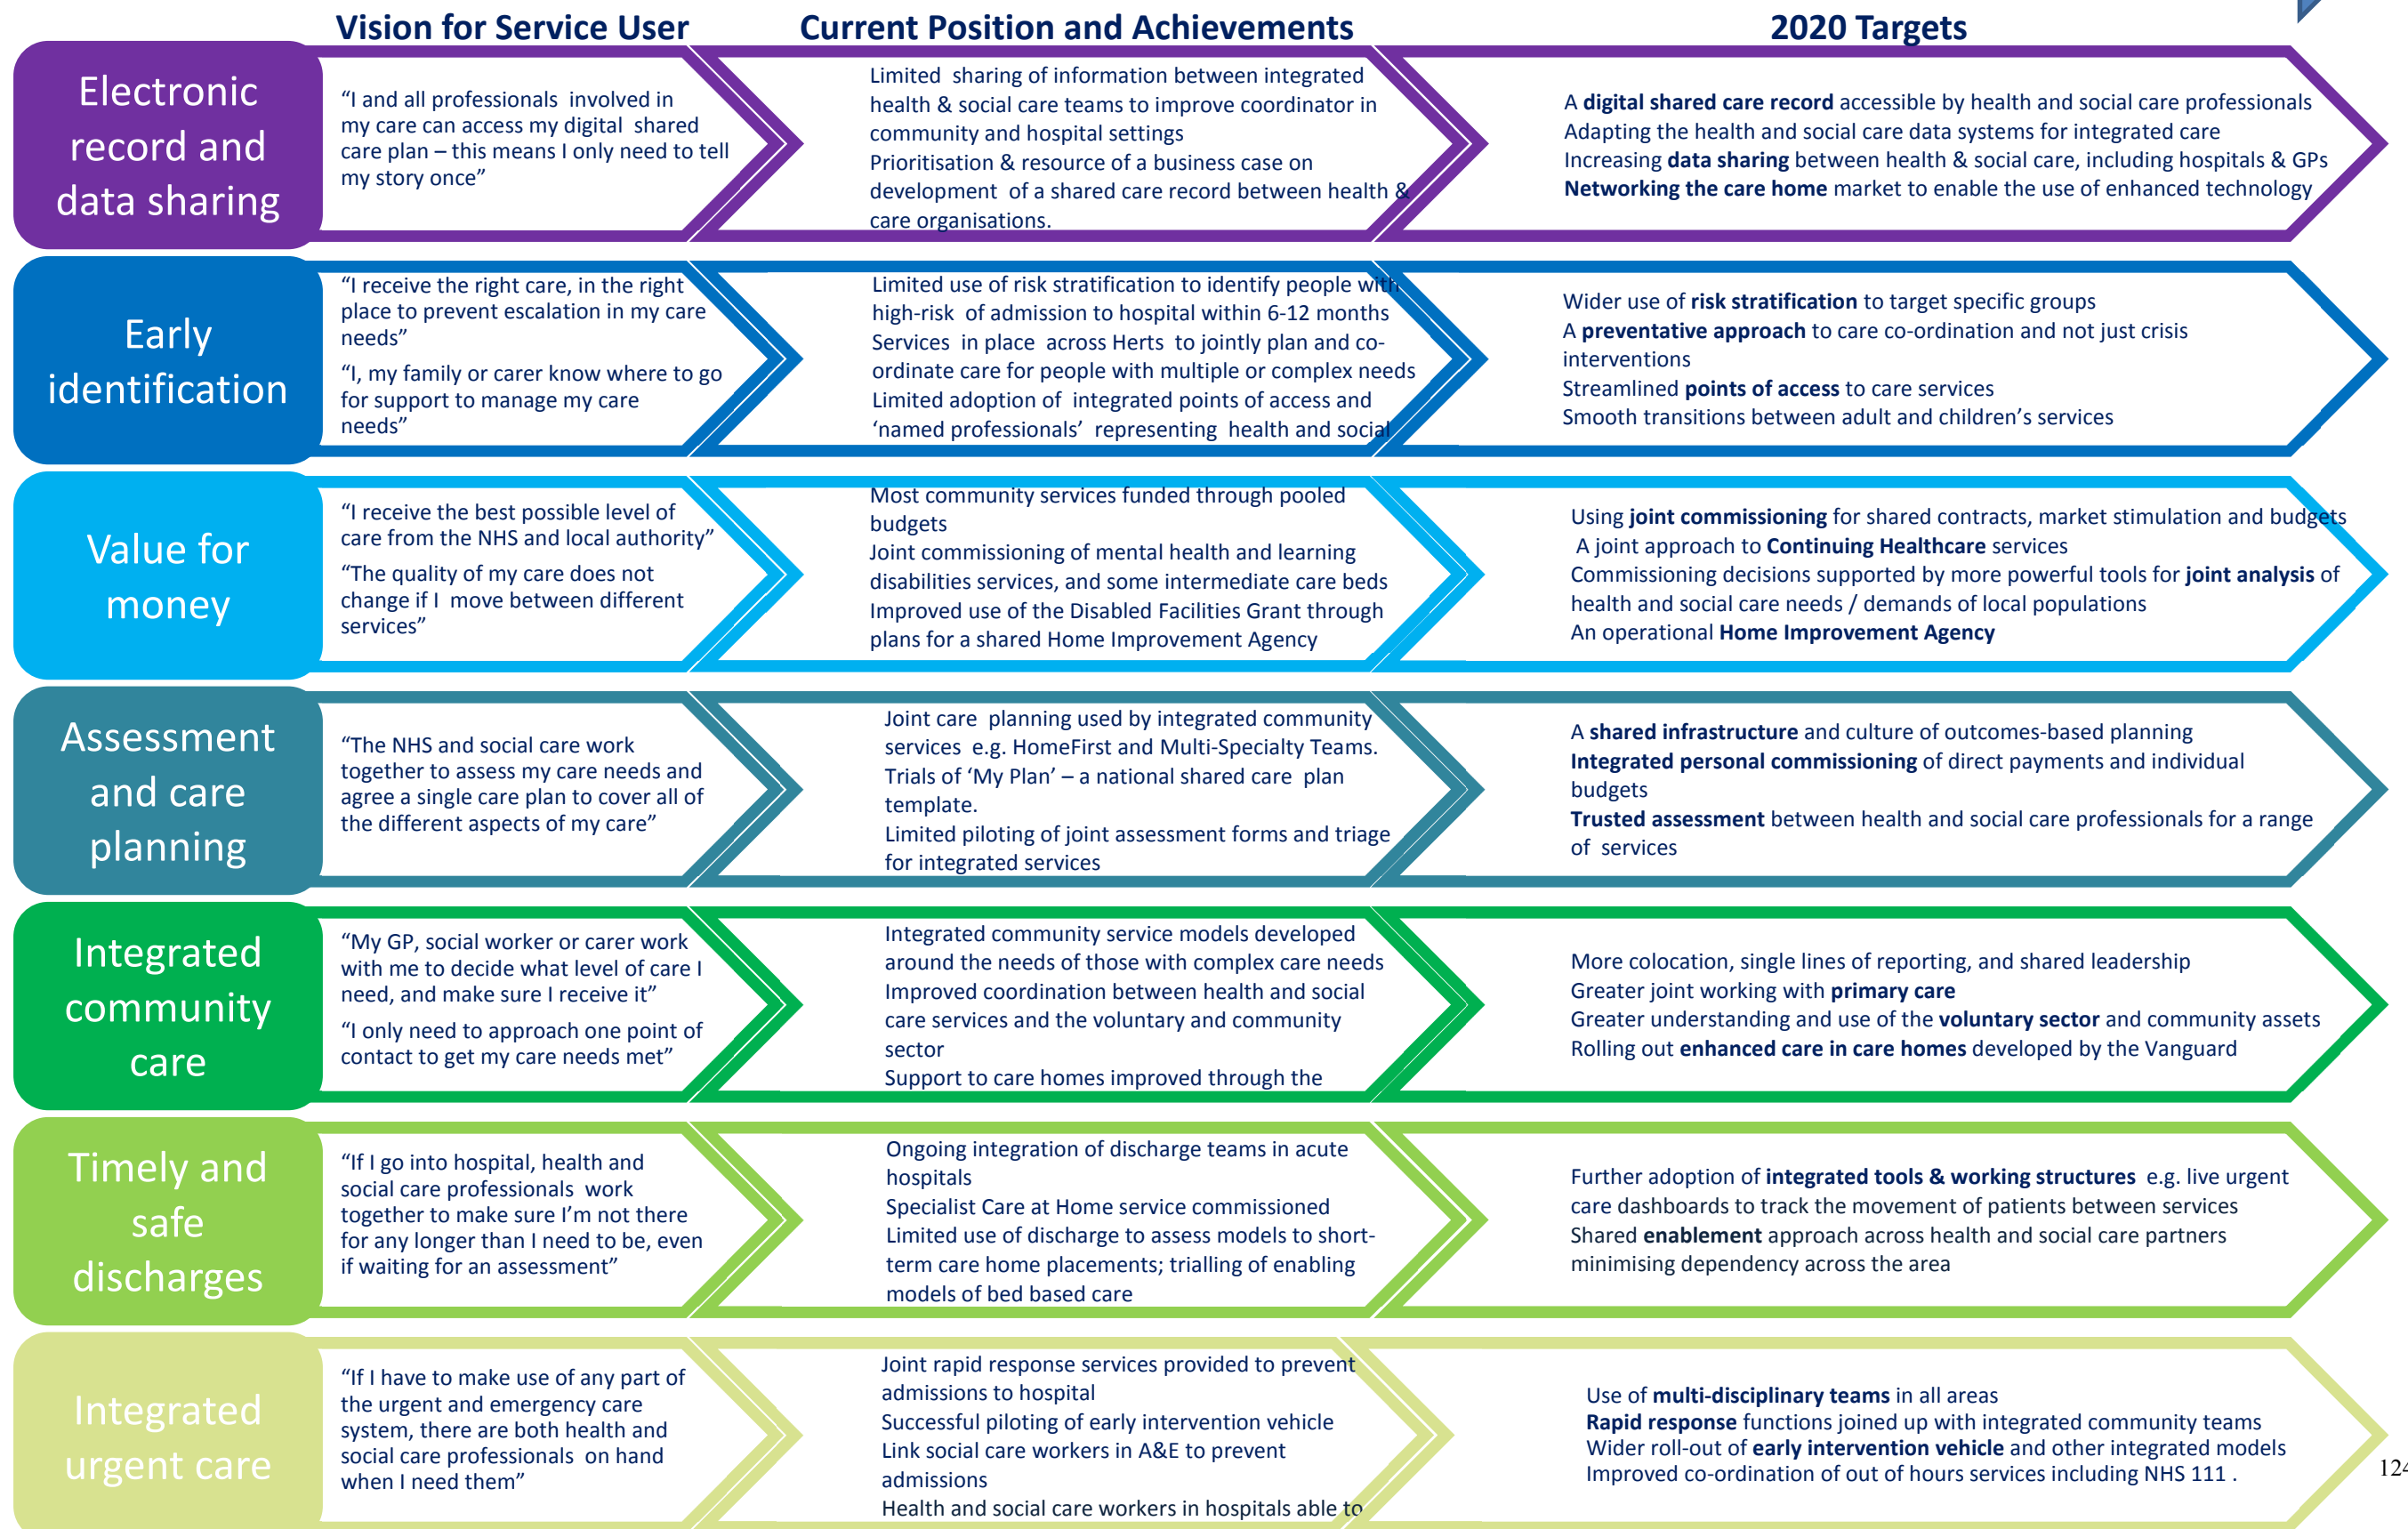 Vision for Service User
Current Position and Achievements
2020 Targets
Electronic
record and
data sharing
“I and all professionals involved in
my care can access my digital shared
care plan – this means I only need to tell
my story once”
Limited sharing of information between integrated
health & social care teams to improve coordinator in
community and hospital settings
Prioritisation & resource of a business case on
development of a shared care record between health &
care organisations.
A digital shared care record accessible by health and social care professionals
Adapting the health and social care data systems for integrated care
Increasing data sharing between health & social care, including hospitals & GPs
Networking the care home market to enable the use of enhanced technology
Early
identification
“I receive the right care, in the right
place to prevent escalation in my care
needs”
“I, my family or carer know where to go
for support to manage my care
needs”
Limited use of risk stratification to identify people with
high-risk of admission to hospital within 6-12 months
Services in place across Herts to jointly plan and co-
ordinate care for people with multiple or complex needs
Limited adoption of integrated points of access and
‘named professionals’ representing health and social
Wider use of risk stratification to target specific groups
A preventative approach to care co-ordination and not just crisis
interventions
Streamlined points of access to care services
Smooth transitions between adult and children’s services
Value for
money
“I receive the best possible level of
care from the NHS and local authority”
“The quality of my care does not
change if I move between different
services”
Most community services funded through pooled
budgets
Joint commissioning of mental health and learning
disabilities services, and some intermediate care beds
Improved use of the Disabled Facilities Grant through
plans for a shared Home Improvement Agency
Using joint commissioning for shared contracts, market stimulation and budgets
A joint approach to Continuing Healthcare services
Commissioning decisions supported by more powerful tools for joint analysis of
health and social care needs / demands of local populations
An operational Home Improvement Agency
Assessment
and care
planning
“The NHS and social care work
together to assess my care needs and
agree a single care plan to cover all of
the different aspects of my care”
Joint care planning used by integrated community
services e.g. HomeFirst and Multi-Specialty Teams.
Trials of ‘My Plan’ – a national shared care plan
template.
Limited piloting of joint assessment forms and triage
for integrated services
A shared infrastructure and culture of outcomes-based planning
Integrated personal commissioning of direct payments and individual
budgets
Trusted assessment between health and social care professionals for a range
of services
Integrated
community
care
“My GP, social worker or carer work
with me to decide what level of care I
need, and make sure I receive it”
“I only need to approach one point of
contact to get my care needs met”
Integrated community service models developed
around the needs of those with complex care needs
Improved coordination between health and social
care services and the voluntary and community
sector
Support to care homes improved through the
More colocation, single lines of reporting, and shared leadership
Greater joint working with primary care
Greater understanding and use of the voluntary sector and community assets
Rolling out enhanced care in care homes developed by the Vanguard
Timely and
safe
discharges
“If I go into hospital, health and
social care professionals work
together to make sure I’m not there
for any longer than I need to be, even
if waiting for an assessment”
Ongoing integration of discharge teams in acute
hospitals
Specialist Care at Home service commissioned
Limited use of discharge to assess models to short-
term care home placements; trialling of enabling
models of bed based care
Further adoption of integrated tools & working structures e.g. live urgent
care dashboards to track the movement of patients between services
Shared enablement approach across health and social care partners
minimising dependency across the area
Integrated
urgent care
“If I have to make use of any part of
the urgent and emergency care
system, there are both health and
social care professionals on hand
when I need them”
Joint rapid response services provided to prevent
admissions to hospital
Successful piloting of early intervention vehicle
Link social care workers in A&E to prevent
admissions
Health and social care workers in hospitals able to
Use of multi-disciplinary teams in all areas
Rapid response functions joined up with integrated community teams
Wider roll-out of early intervention vehicle and other integrated models
Improved co-ordination of out of hours services including NHS 111 .
124